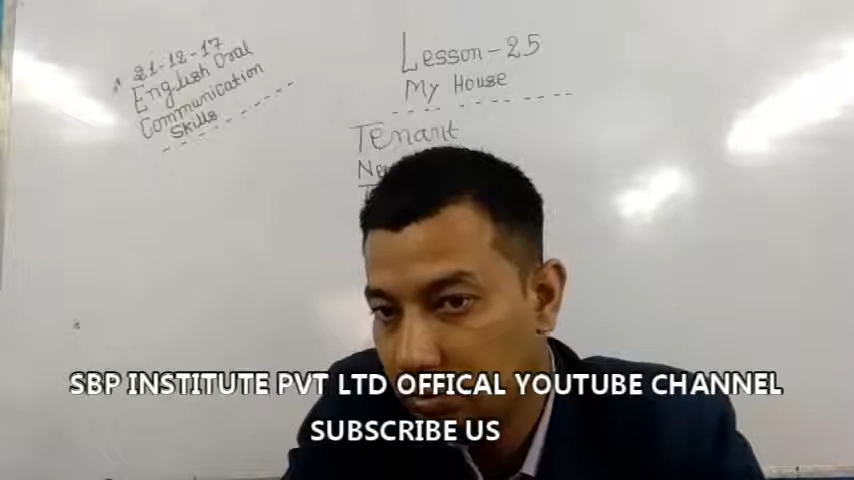 21-12-17
English Oral
Communication
Skills
Lesson-25
My House
Tenant
SBP INSTITUTE PVT LTD OFFICAL YOUTUBE CHANNEL
SUBSCRIBE US